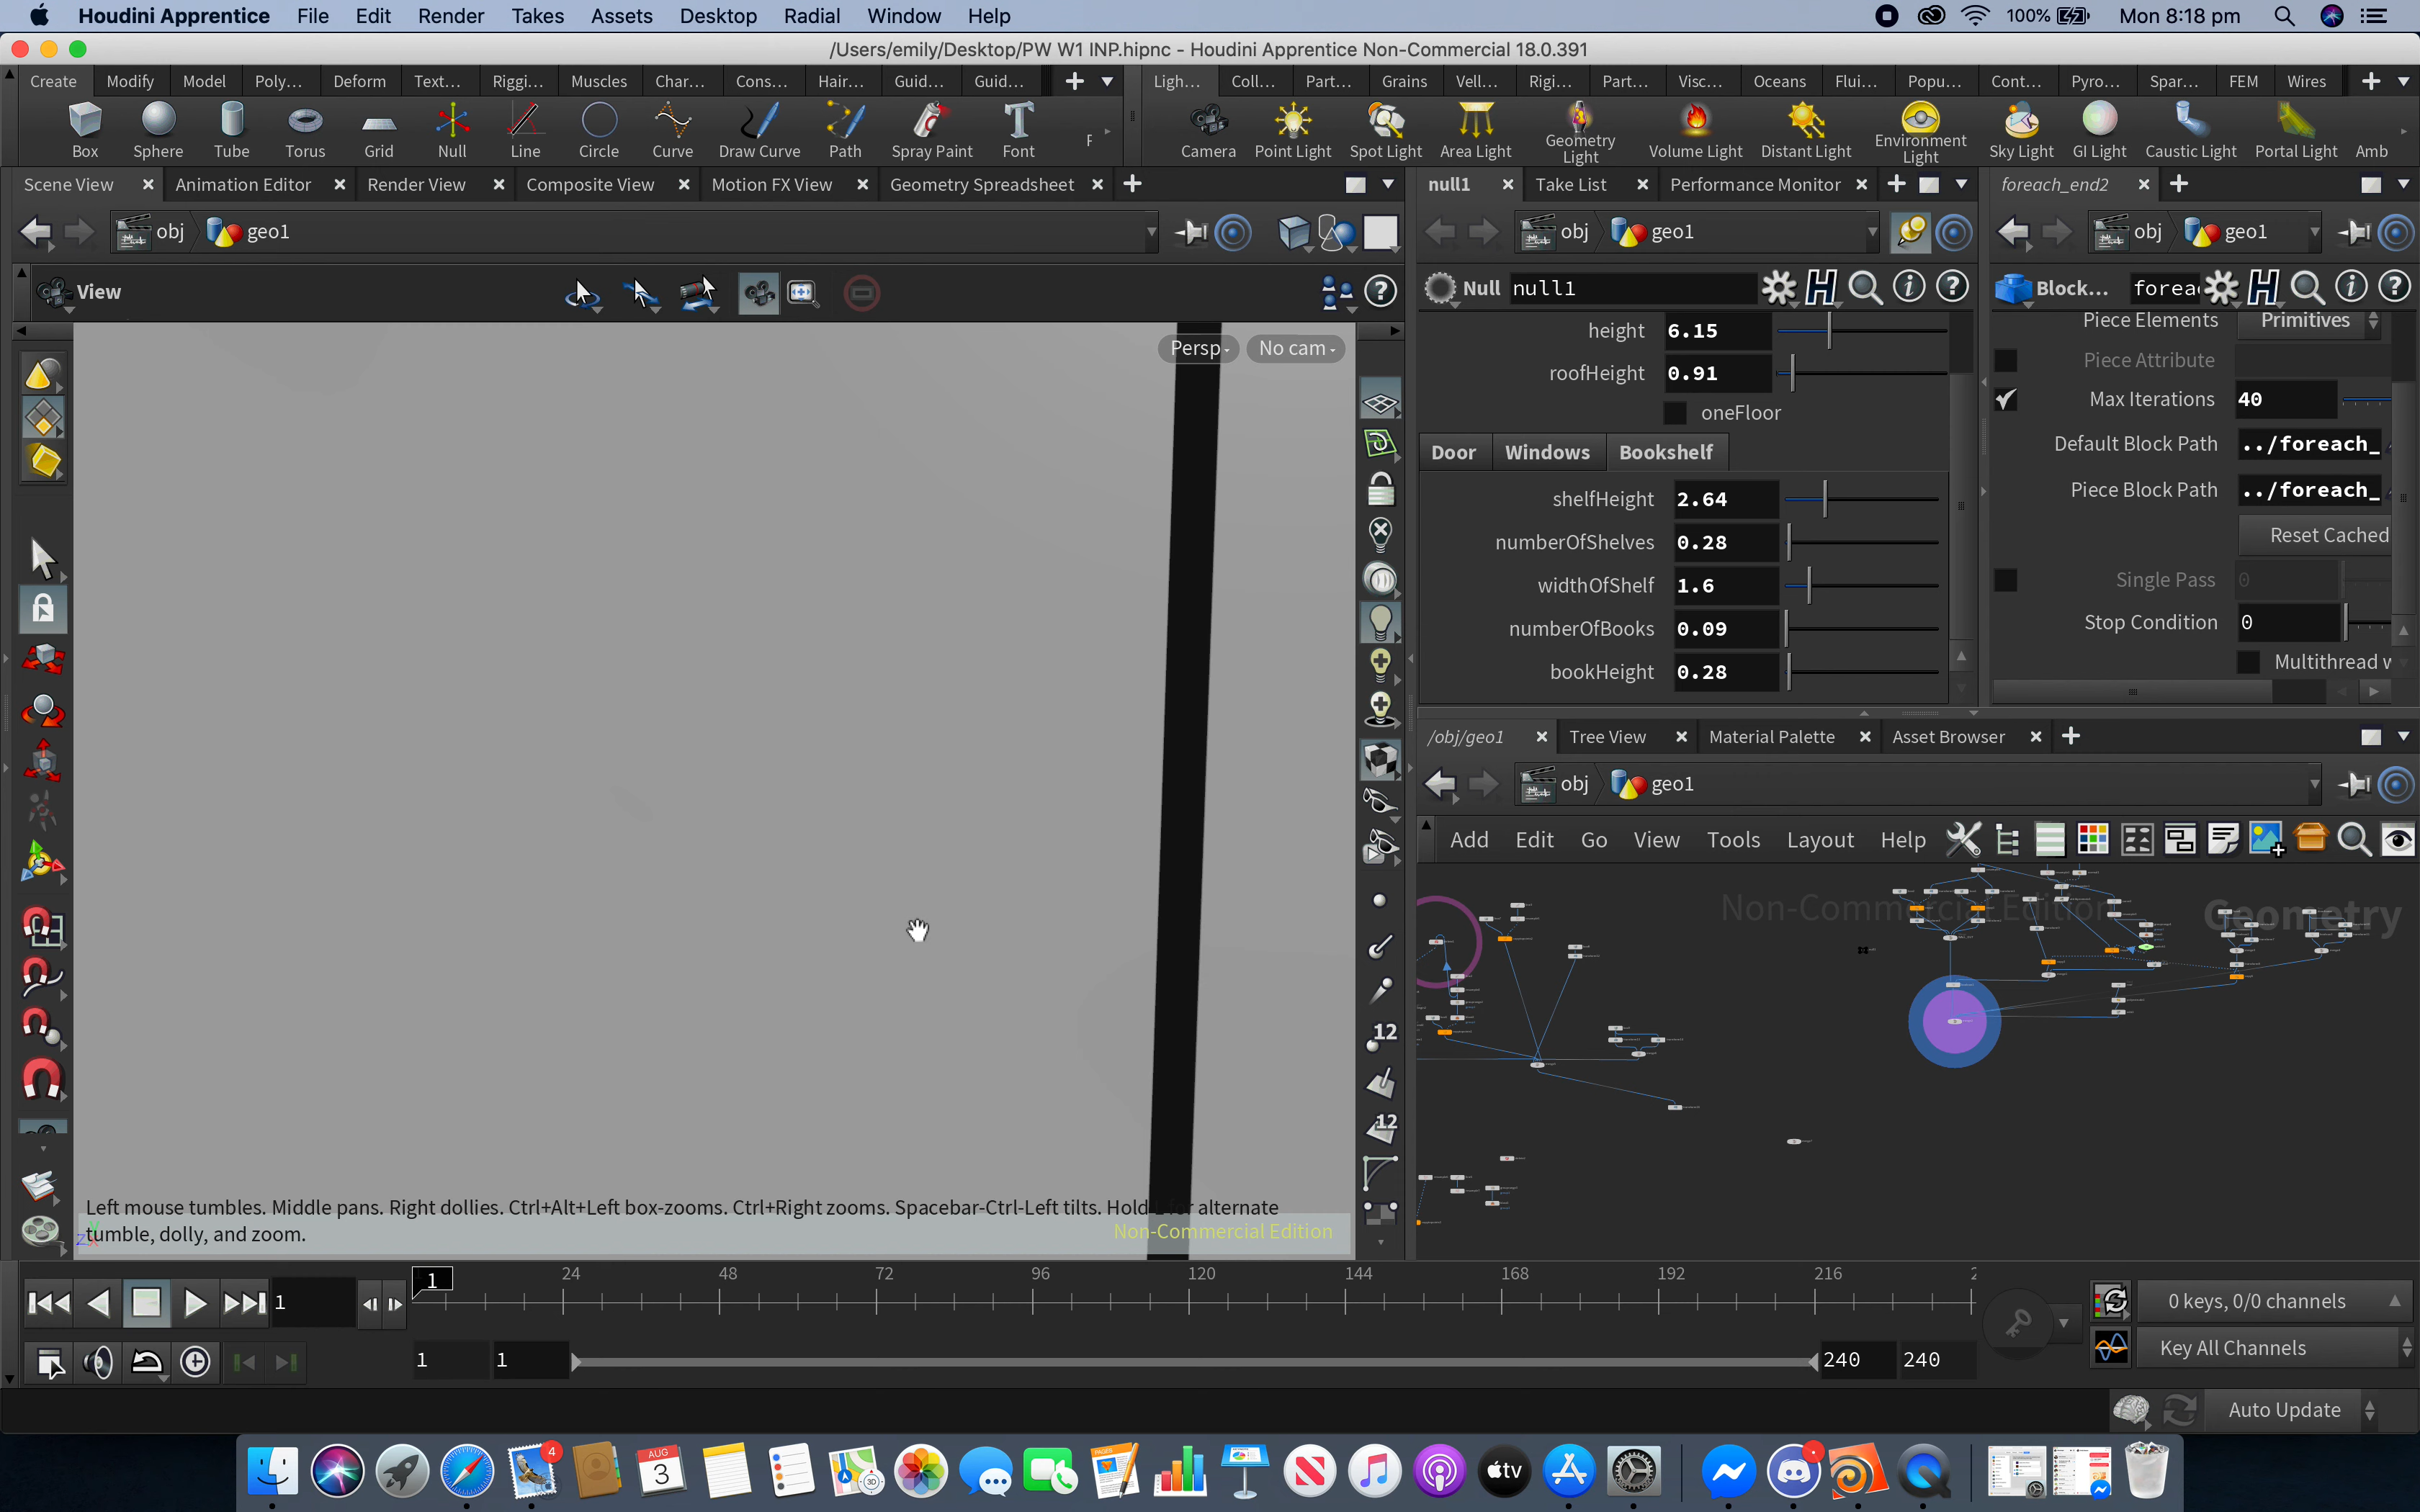 Houdini Apprentice File Edit Render Takes Assets Desktop Radial Window Help 100% Mon 8:18 pm
/Users/emily/Desktop/PW W1 INP.hipnc - Houdini Apprentice Non-Commercial 18.0.391
Create Modify Model Poly... Deform Text... Riggi... Muscles Char... Cons... Hair... Guid... Guid... Ligh... Coll... Part... Grains Vell... Rigi... Part... Visc... Oceans Flui... Popu... Cont... Pyro... Spar... FEM Wires
Box Sphere Tube Torus Grid Null Line Circle Curve Draw Curve Path Spray Paint Font Camera Point Light Spot Light Area Light Geometry Light Volume Light Distant Light Environment Light Sky Light GI Light Caustic Light Portal Light Amb
Scene View Animation Editor Render View Composite View Motion FX View Geometry Spreadsheet null1 Take List Performance Monitor foreach_end2
obj geo1 obj geo1 obj geo1
View
Null null1
Block... forea
Persp No cam
height 6.15
roofHeight 0.91
oneFloor
Door Windows Bookshelf
shelfHeight 2.64
numberOfShelves 0.28
widthOfShelf 1.6
numberOfBooks 0.09
bookHeight 0.28
Piece Elements Primitives
Piece Attribute
Max Iterations 40
Default Block Path ../foreach_
Piece Block Path ../foreach_
Reset Cached
Single Pass 0
Stop Condition 0
Multithread w
/obj/geo1 Tree View Material Palette Asset Browser
obj geo1
Add Edit Go View Tools Layout Help
Non-Commercial Edition
Geometry
12
12
Left mouse tumbles. Middle pans. Right dollies. Ctrl+Alt+Left box-zooms. Ctrl+Right zooms. Spacebar-Ctrl-Left tilts. Hold L for alternate
tumble, dolly, and zoom.
Non-Commercial Edition
1 1 24 48 72 96 120 144 168 192 216 2
0 keys, 0/0 channels
1 1 240 240
Key All Channels
Auto Update
4
AUG
3
PAGES
3D
tv